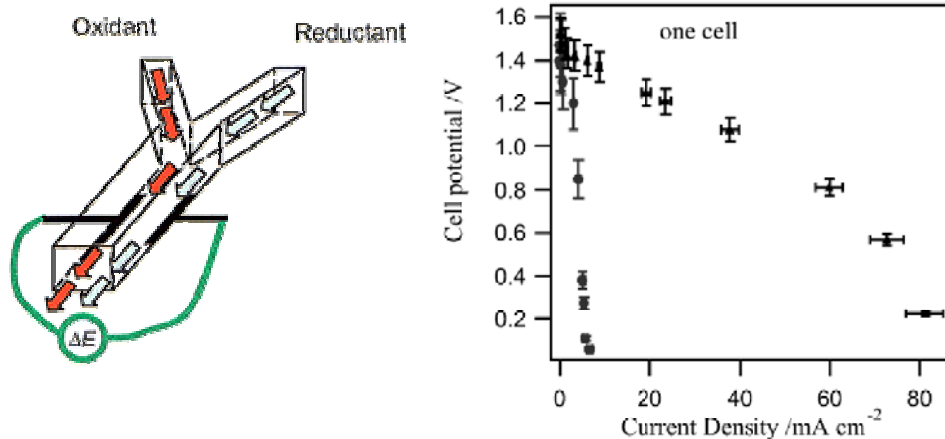 Oxidant
Reductant
ΔE
one cell
Cell potential /V
1.6
1.4
1.2
1.0
0.8
0.6
0.4
0.2
0
20
40
60
80
Current Density /mA cm⁻²